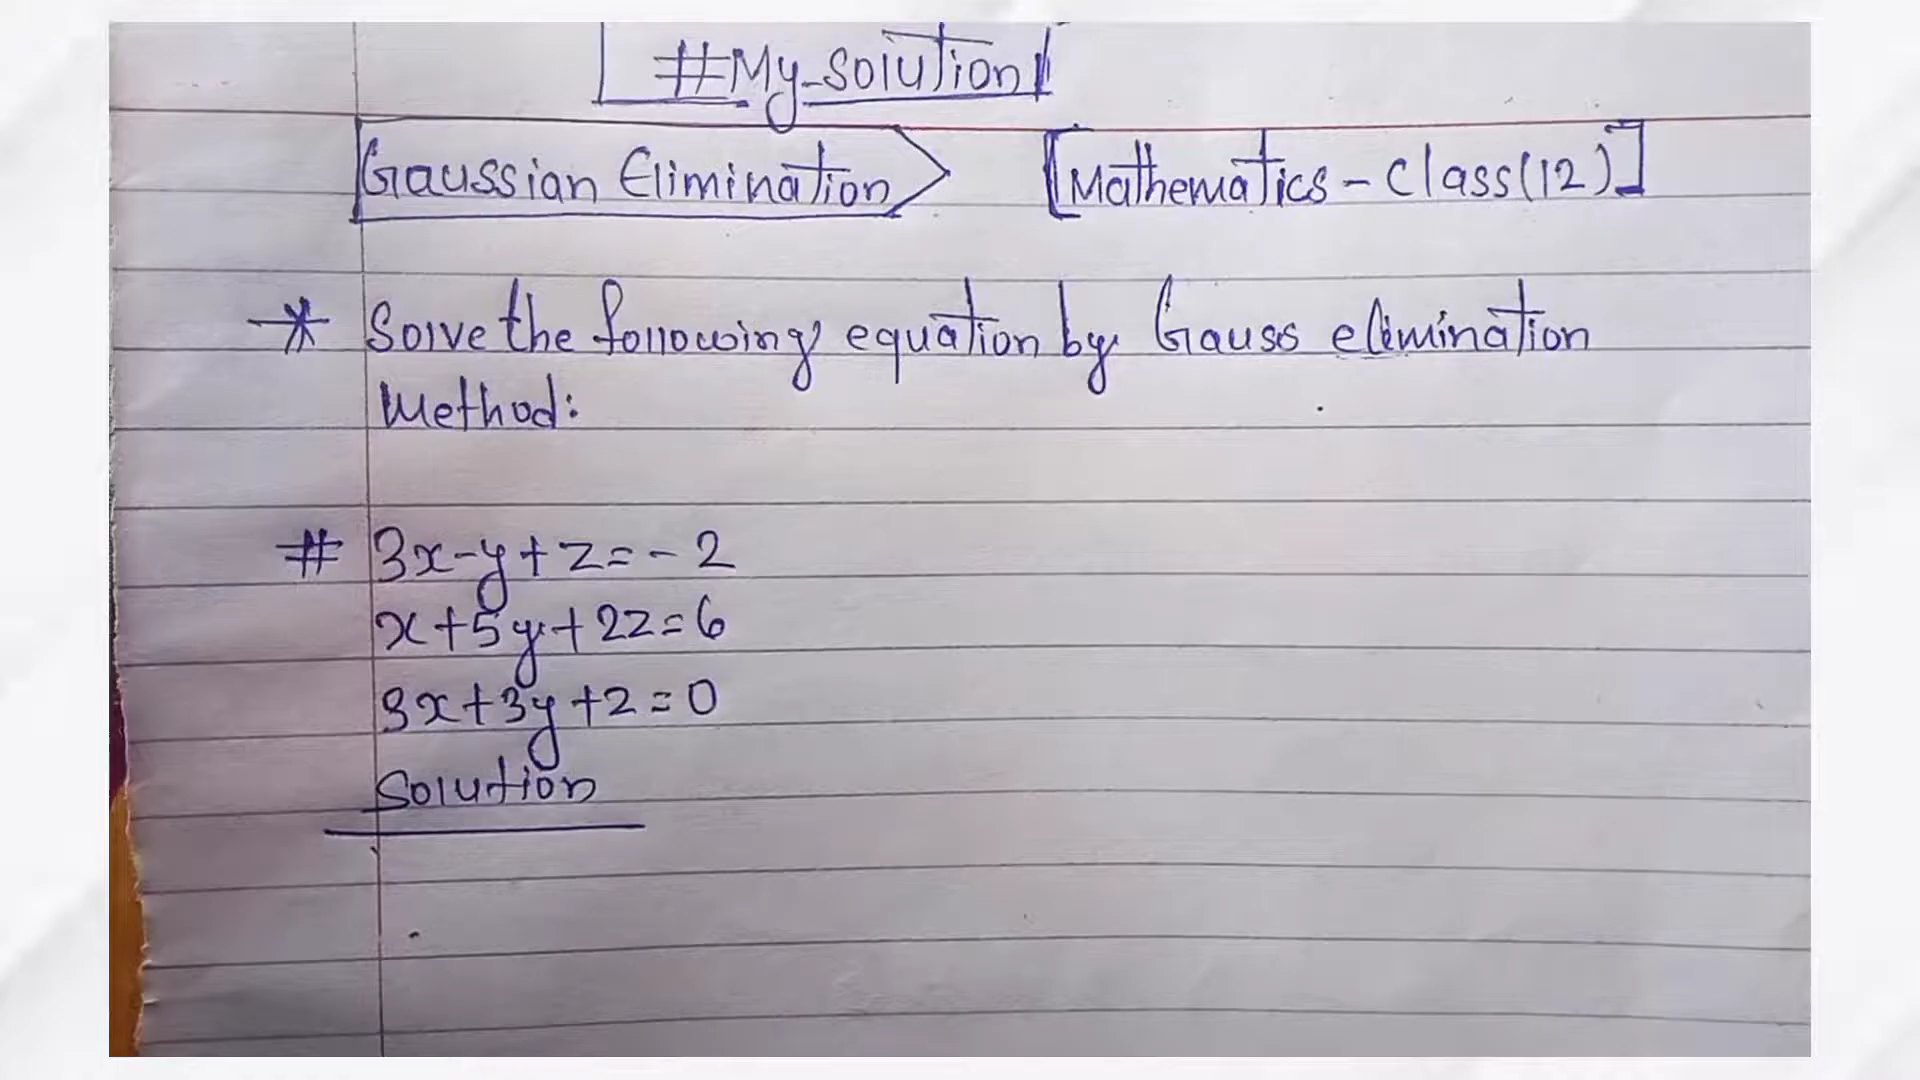 #My-solution
Gaussian Elimination [Mathematics - Class(12)]
* Solve the following equation by Gauss elimination
Method:
# 3x-y+z=-2
x+5y+2z=6
3x+3y+z=0
Solution